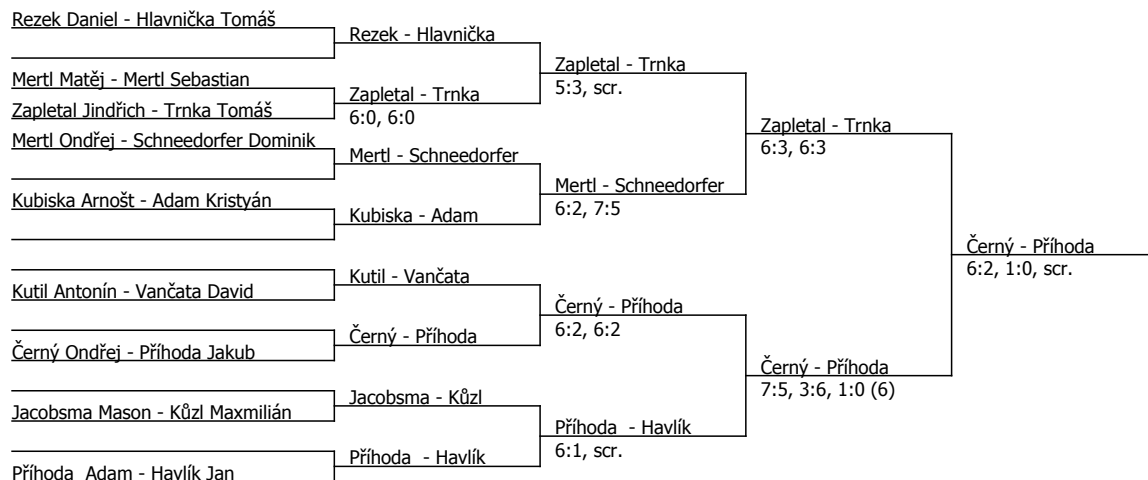 Rezek Daniel - Hlavnička Tomáš
Mertl Matěj - Mertl Sebastian
Zapletal Jindřich - Trnka Tomáš
Mertl Ondřej - Schneedorfer Dominik
Kubiska Arnošt - Adam Kristyán
Kutil Antonín - Vančata David
Černý Ondřej - Příhoda Jakub
Jacobsma Mason - Kůzl Maxmilián
Příhoda Adam - Havlík Jan
Rezek - Hlavnička
Zapletal - Trnka
6:0, 6:0
Mertl - Schneedorfer
Kubiska - Adam
Kutil - Vančata
Černý - Příhoda
Jacobsma - Kůzl
Příhoda - Havlík
Zapletal - Trnka
5:3, scr.
Mertl - Schneedorfer
6:2, 7:5
Černý - Příhoda
6:2, 6:2
Příhoda - Havlík
6:1, scr.
Zapletal - Trnka
6:3, 6:3
Černý - Příhoda
7:5, 3:6, 1:0 (6)
Černý - Příhoda
6:2, 1:0, scr.